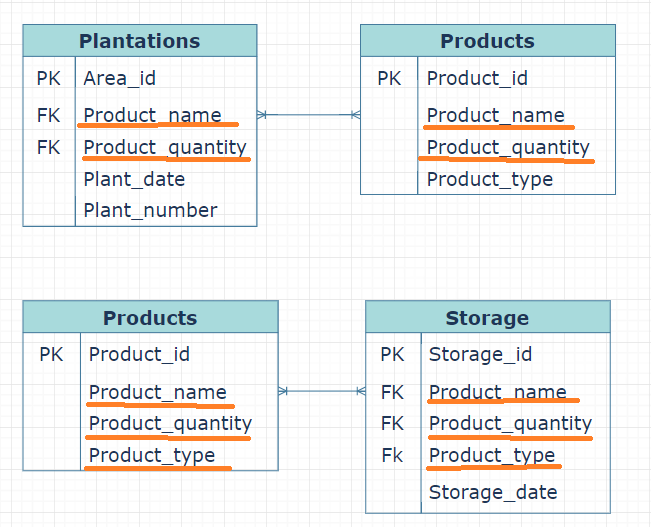 Plantations
PK Area_id
FK Product_name
FK Product_quantity
Plant_date
Plant_number
Products
PK Product_id
Product_name
Product_quantity
Product_type
Products
PK Product_id
Product_name
Product_quantity
Product_type
Storage
PK Storage_id
FK Product_name
FK Product_quantity
Fk Product_type
Storage_date